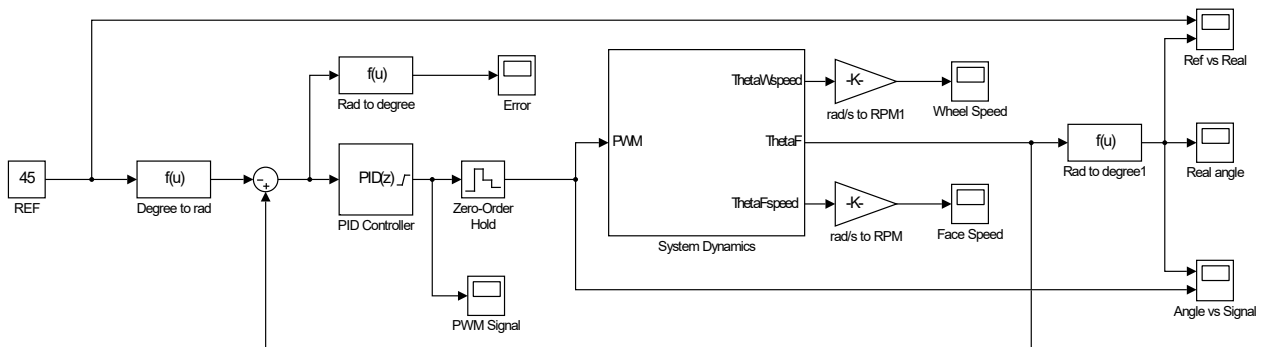 Ref vs Real
f(u)
Rad to degree
Error
ThetaWspeed
-K-
rad/s to RPM1
Wheel Speed
45
REF
f(u)
Degree to rad
-
+
PID(z)
PID Controller
Zero-Order
Hold
PWM
ThetaF
f(u)
Rad to degree1
Real angle
ThetaFspeed
-K-
rad/s to RPM
Face Speed
System Dynamics
PWM Signal
Angle vs Signal